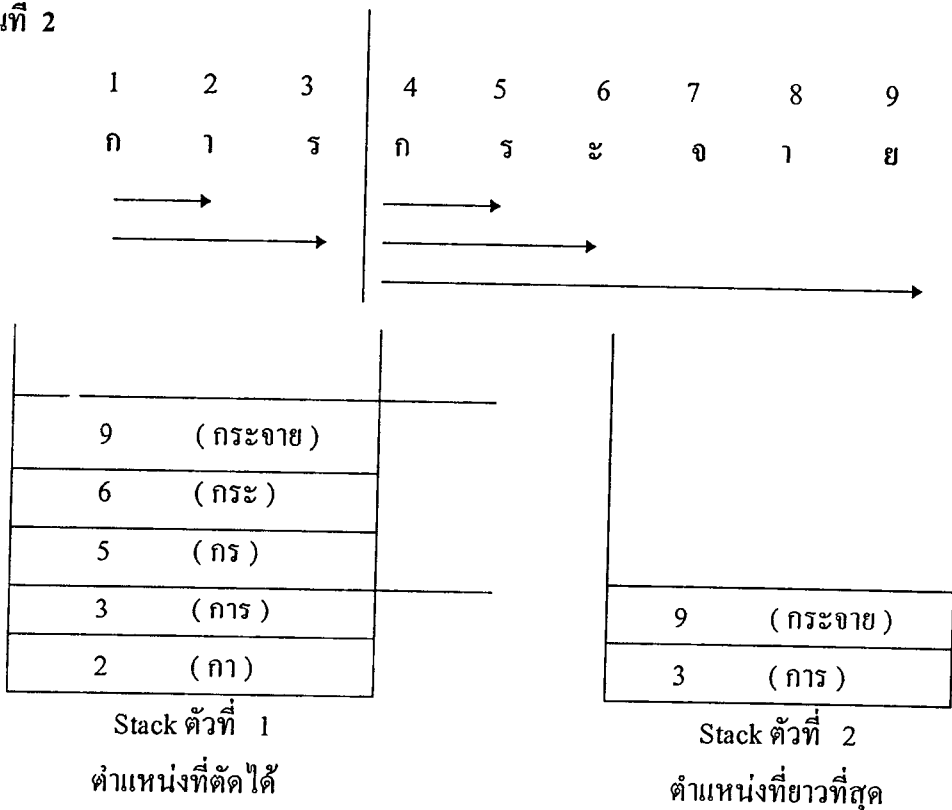 นที่ 2
1 2 3 4 5 6 7 8 9
ก า ร ก ร ะ จ า ย
9 ( กระจาย )
6 ( กระ )
5 ( กร )
3 ( การ )
2 ( กา )
Stack ตัวที่ 1
ตำแหน่งที่ตัดได้
9 ( กระจาย )
3 ( การ )
Stack ตัวที่ 2
ตำแหน่งที่ยาวที่สุด